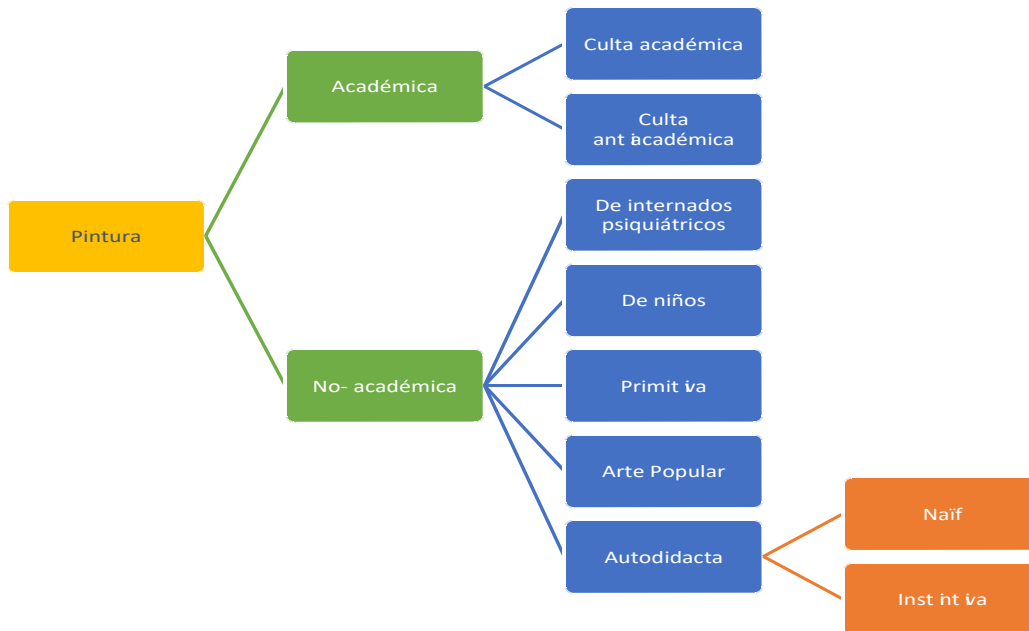 Pintura
Académica
Culta académica
Culta
antiacadémica
No- académica
De internados
psiquiátricos
De niños
Primitiva
Arte Popular
Autodidacta
Naïf
Instintiva